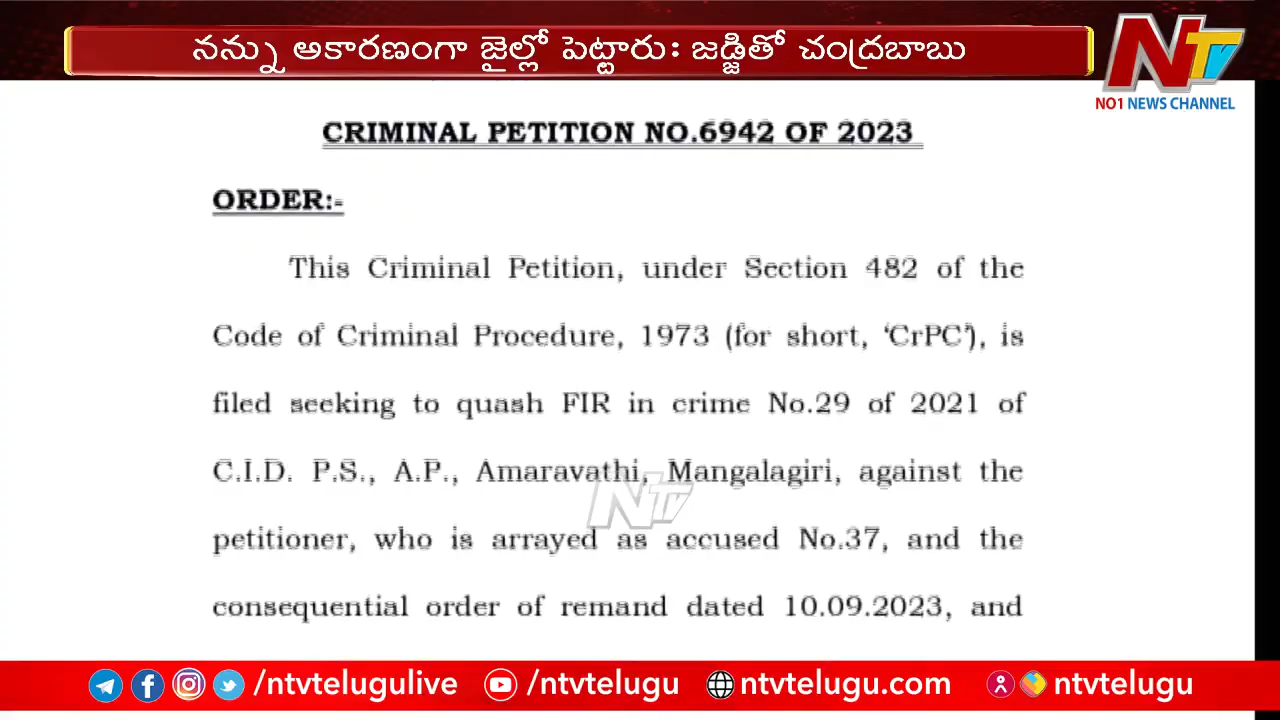 నన్ను అకారణంగా జైల్లో పెట్టారు: జడ్జితో చంద్రబాబు
NTV
NO1 NEWS CHANNEL
CRIMINAL PETITION NO.6942 OF 2023
ORDER:-
This Criminal Petition, under Section 482 of the
Code of Criminal Procedure, 1973 (for short, ‘CrPC’), is
filed seeking to quash FIR in crime No.29 of 2021 of
C.I.D. P.S., A.P., Amaravathi, Mangalagiri, against the
NTV
petitioner, who is arrayed as accused No.37, and the
consequential order of remand dated 10.09.2023, and
/ntvtelugulive /ntvtelugu ntvtelugu.com ntvtelugu